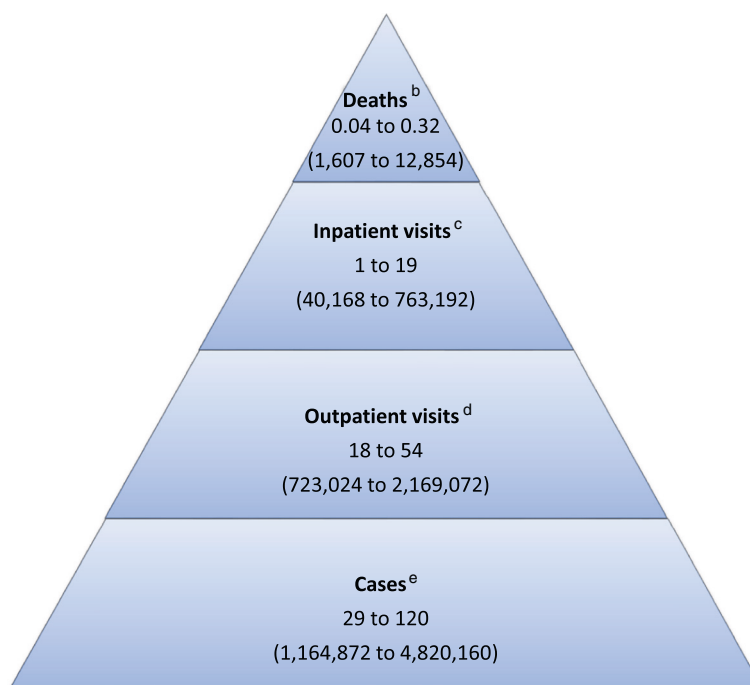 Deaths b
0.04 to 0.32
(1,607 to 12,854)
Inpatient visits c
1 to 19
(40,168 to 763,192)
Outpatient visits d
18 to 54
(723,024 to 2,169,072)
Cases e
29 to 120
(1,164,872 to 4,820,160)